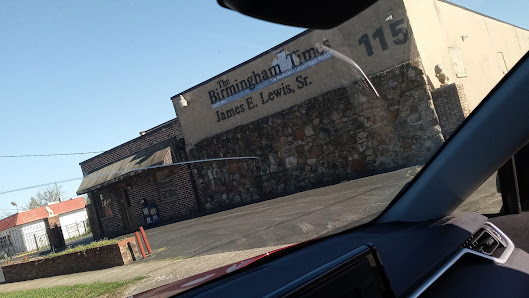 The
Birmingham Times
James E. Lewis, Sr.
115